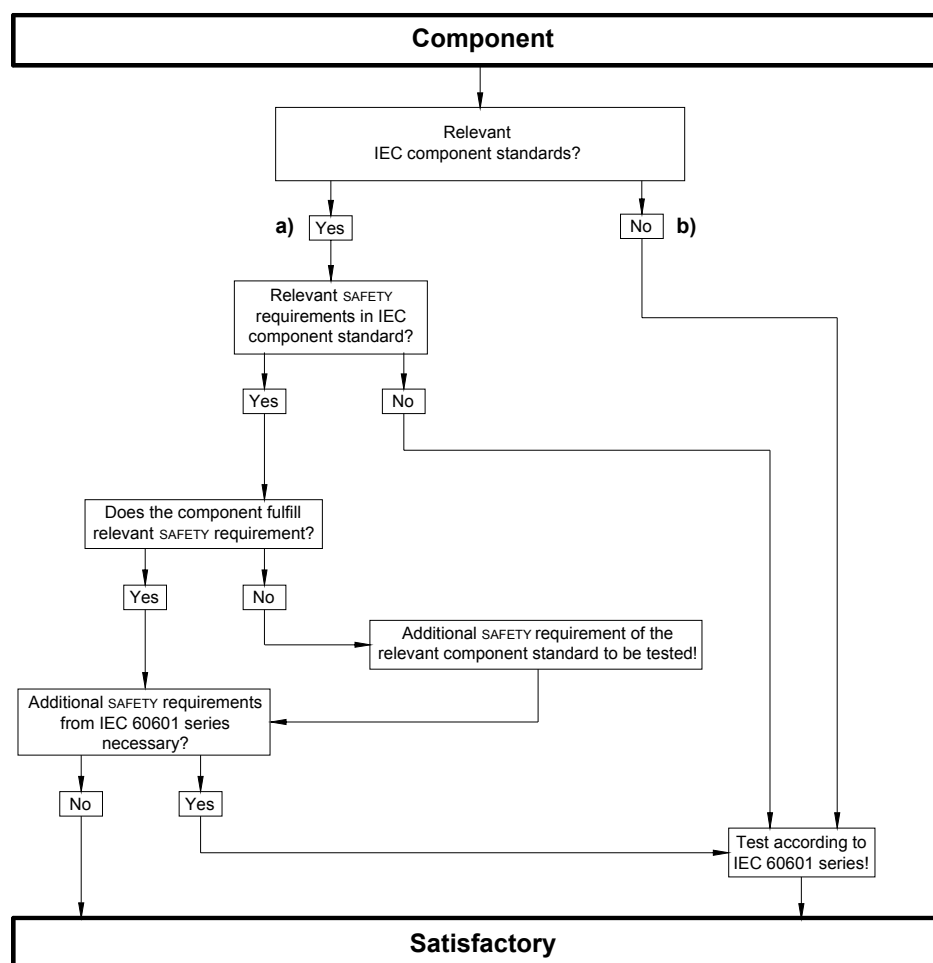 Component
Relevant
IEC component standards?
a)
Yes
No
b)
Relevant SAFETY
requirements in IEC
component standard?
Yes
No
Does the component fulfill
relevant SAFETY requirement?
Yes
No
Additional SAFETY requirement of the
relevant component standard to be tested!
Additional SAFETY requirements
from IEC 60601 series
necessary?
No
Yes
Test according to
IEC 60601 series!
Satisfactory